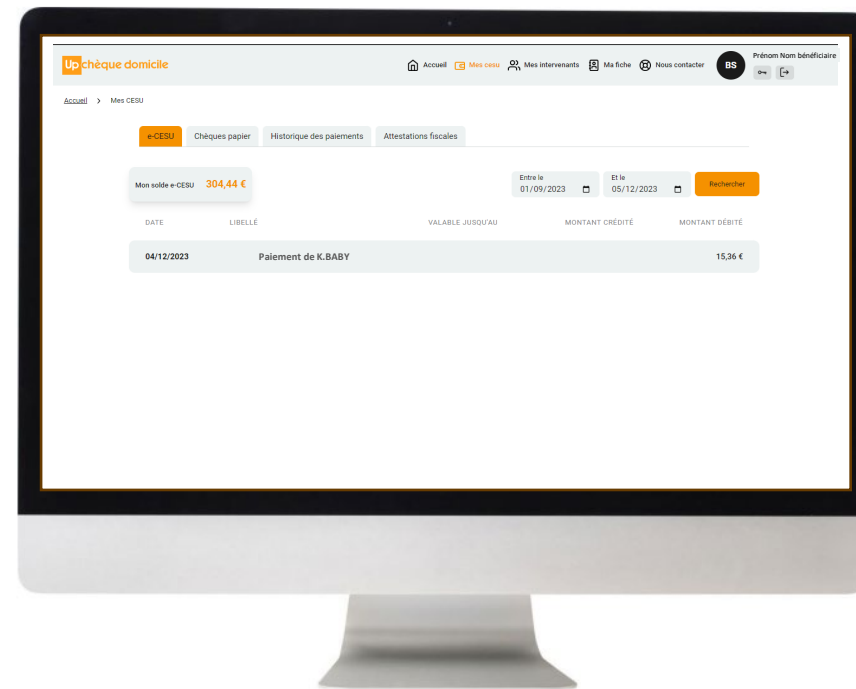 Up chèque domicile
Accueil Mes cesu Mes intervenants Ma fiche Nous contacter BS Prénom Nom bénéficiaire
Accueil > Mes CESU
e-CESU Chèques papier Historique des paiements Attestations fiscales
Mon solde e-CESU 304,44 €
Entre le 01/09/2023 Et le 05/12/2023 Rechercher
DATE LIBELLÉ VALABLE JUSQU'AU MONTANT CRÉDITÉ MONTANT DÉBITÉ
04/12/2023 Paiement de K.BABY 15,36 €